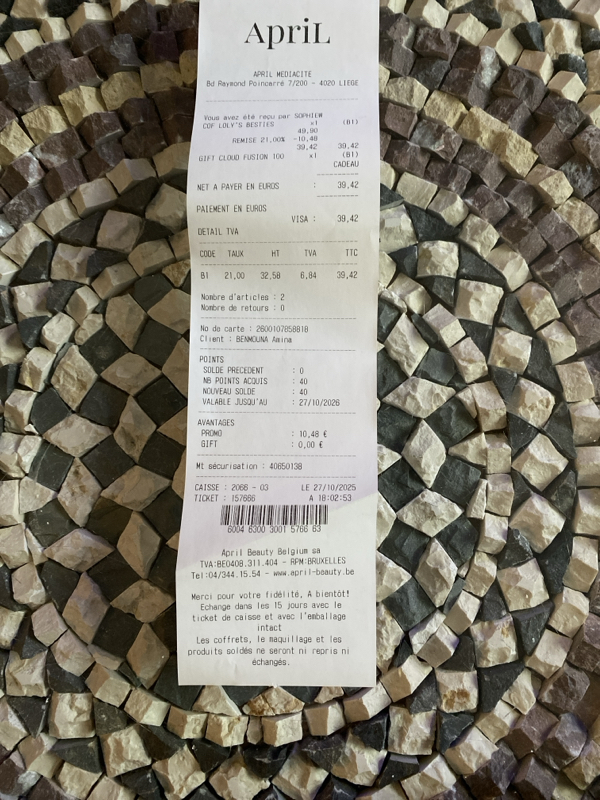 ApriL
APRIL MEDIACITE
Bd Raymond Poincarré 7/200 - 4020 LIEGE
Vous avez été reçu par SOPHIEW
COF LOLY'S BESTIES x1 (B1)
49,90
REMISE 21,00% -10,48
39,42 39,42
GIFT CLOUD FUSION 100 x1 (B1)
CADEAU
NET A PAYER EN EUROS : 39,42
PAIEMENT EN EUROS
VISA : 39,42
DETAIL TVA
CODE TAUX HT TVA TTC
B1 21,00 32,58 6,84 39,42
Nombre d'articles : 2
Nombre de retours : 0
No de carte : 2600107858818
Client : BENMOUNA Amina
POINTS
SOLDE PRECEDENT : 0
NB POINTS ACQUIS : 40
NOUVEAU SOLDE : 40
VALABLE JUSQU'AU : 27/10/2026
AVANTAGES
PROMO : 10,48 €
GIFT : 0,00 €
Mt sécurisation : 40650138
CAISSE : 2066 - 03 LE 27/10/2025
TICKET : 157666 A 18:02:53
6004 6300 3001 5766 63
April Beauty Belgium sa
TVA:BE0408.311.404 - RPM:BRUXELLES
Tel:04/344.15.54 - www.april-beauty.be
Merci pour votre fidélité, A bientôt!
Echange dans les 15 jours avec le
ticket de caisse et avec l'emballage
intact
Les coffrets, le maquillage et les
produits soldés ne seront ni repris ni
échangés.